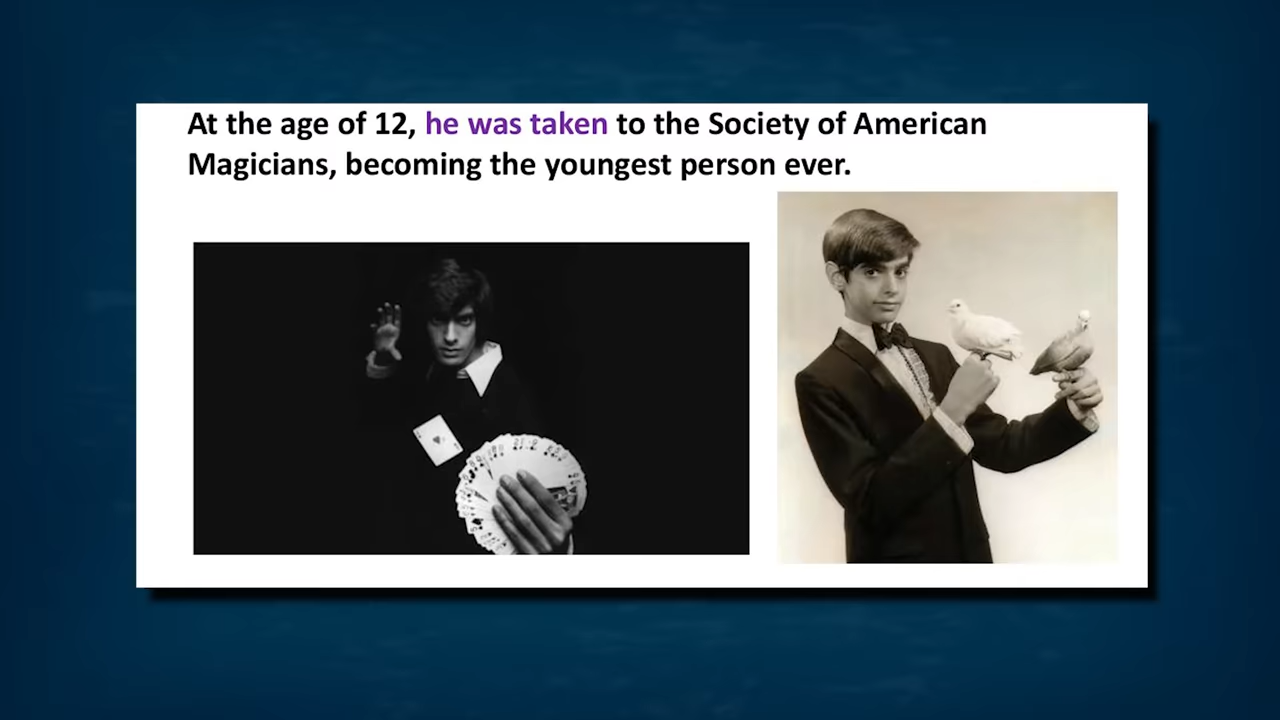 At the age of 12, he was taken to the Society of American
Magicians, becoming the youngest person ever.